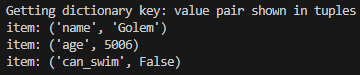 Getting dictionary key: value pair shown in tuples
item: ('name', 'Golem')
item: ('age', 5006)
item: ('can_swim', False)